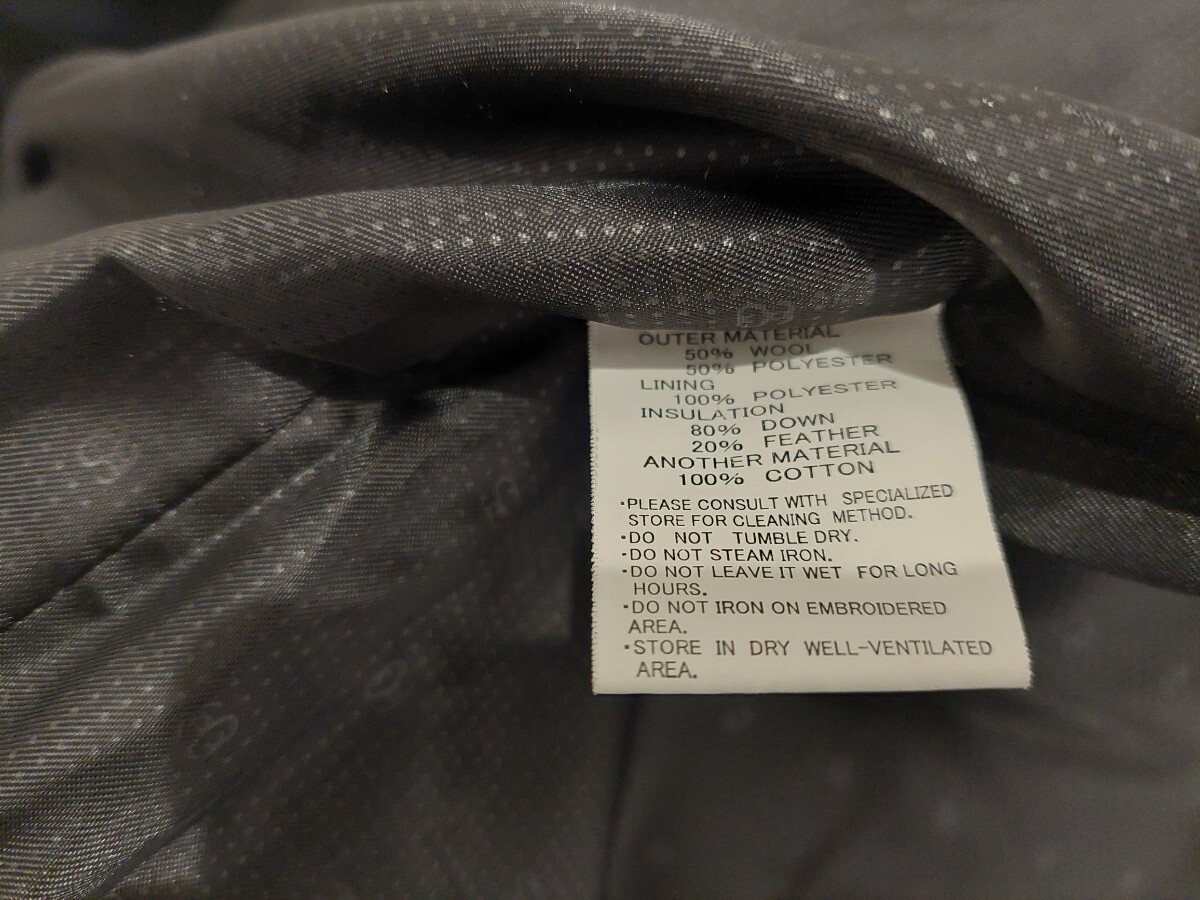 OUTER MATERIAL
50% WOOL
50% POLYESTER
LINING
100% POLYESTER
INSULATION
80% DOWN
20% FEATHER
ANOTHER MATERIAL
100% COTTON
·PLEASE CONSULT WITH SPECIALIZED
STORE FOR CLEANING METHOD.
·DO NOT TUMBLE DRY.
·DO NOT STEAM IRON.
·DO NOT LEAVE IT WET FOR LONG
HOURS.
·DO NOT IRON ON EMBROIDERED
AREA.
·STORE IN DRY WELL-VENTILATED
AREA.